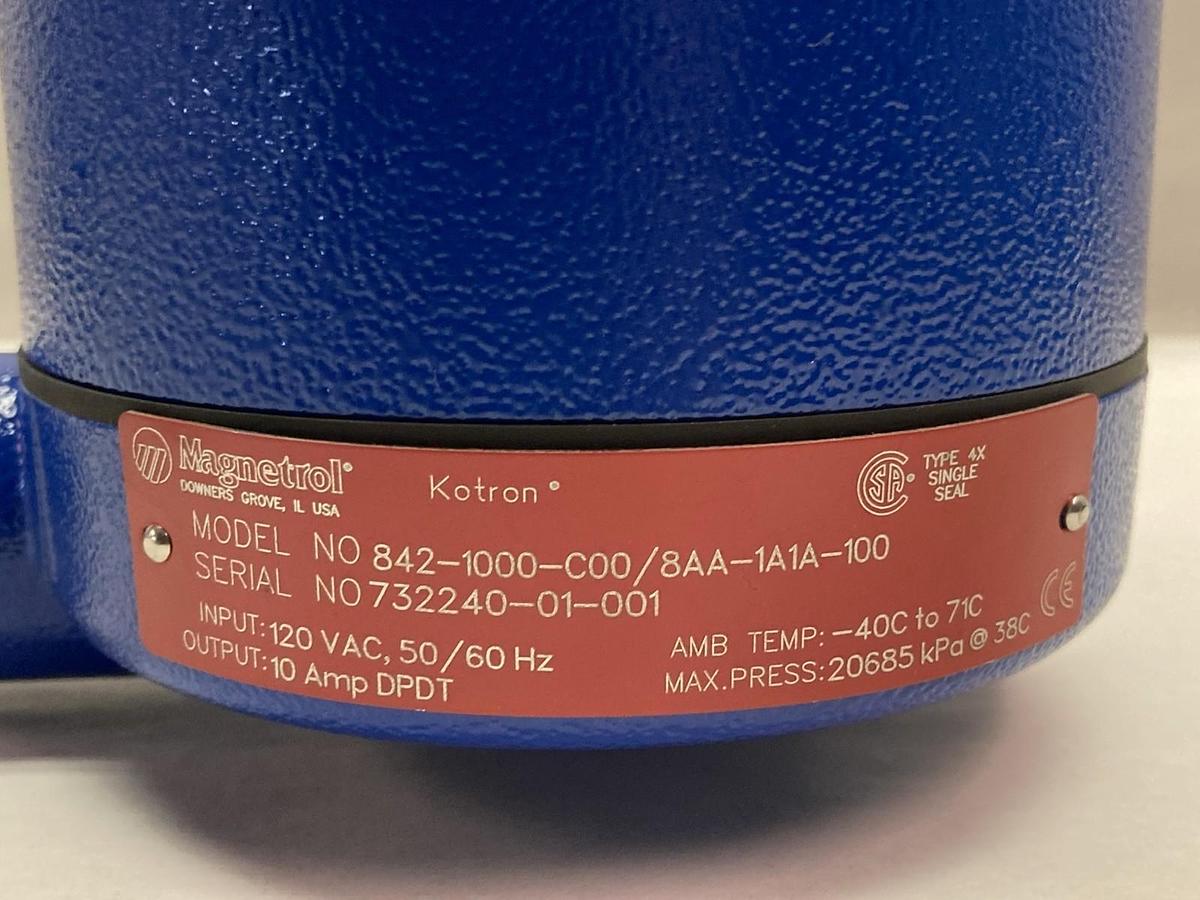 Magnetrol®
DOWNERS GROVE, IL USA
Kotron®
CSA®
TYPE 4X
SINGLE
SEAL
MODEL NO 842-1000-C00/8AA-1A1A-100
SERIAL NO 732240-01-001
INPUT: 120 VAC, 50/60 Hz
OUTPUT: 10 Amp DPDT
AMB TEMP: -40C to 71C
MAX.PRESS: 20685 kPa @ 38C
CE